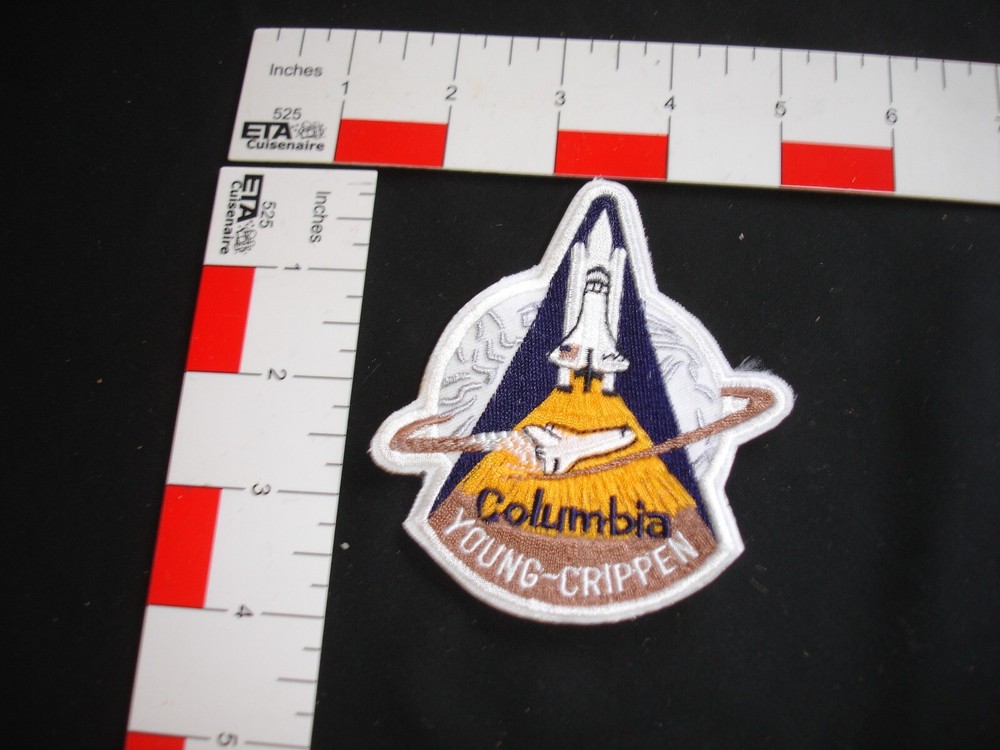 Inches
1
2
3
4
5
6
525
ETA
Cuisenaire
ETA
Cuisenaire
525
Inches
1
2
3
4
5
Columbia
YOUNG~CRIPPEN